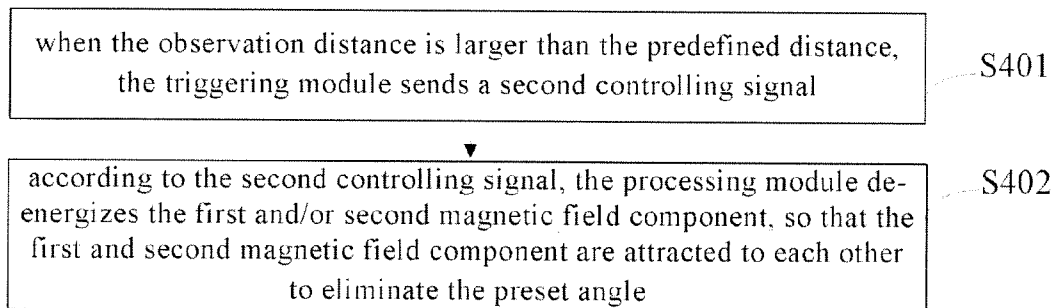 when the observation distance is larger than the predefined distance,
the triggering module sends a second controlling signal
S401
according to the second controlling signal, the processing module de-
energizes the first and/or second magnetic field component, so that the
first and second magnetic field component are attracted to each other
to eliminate the preset angle
S402